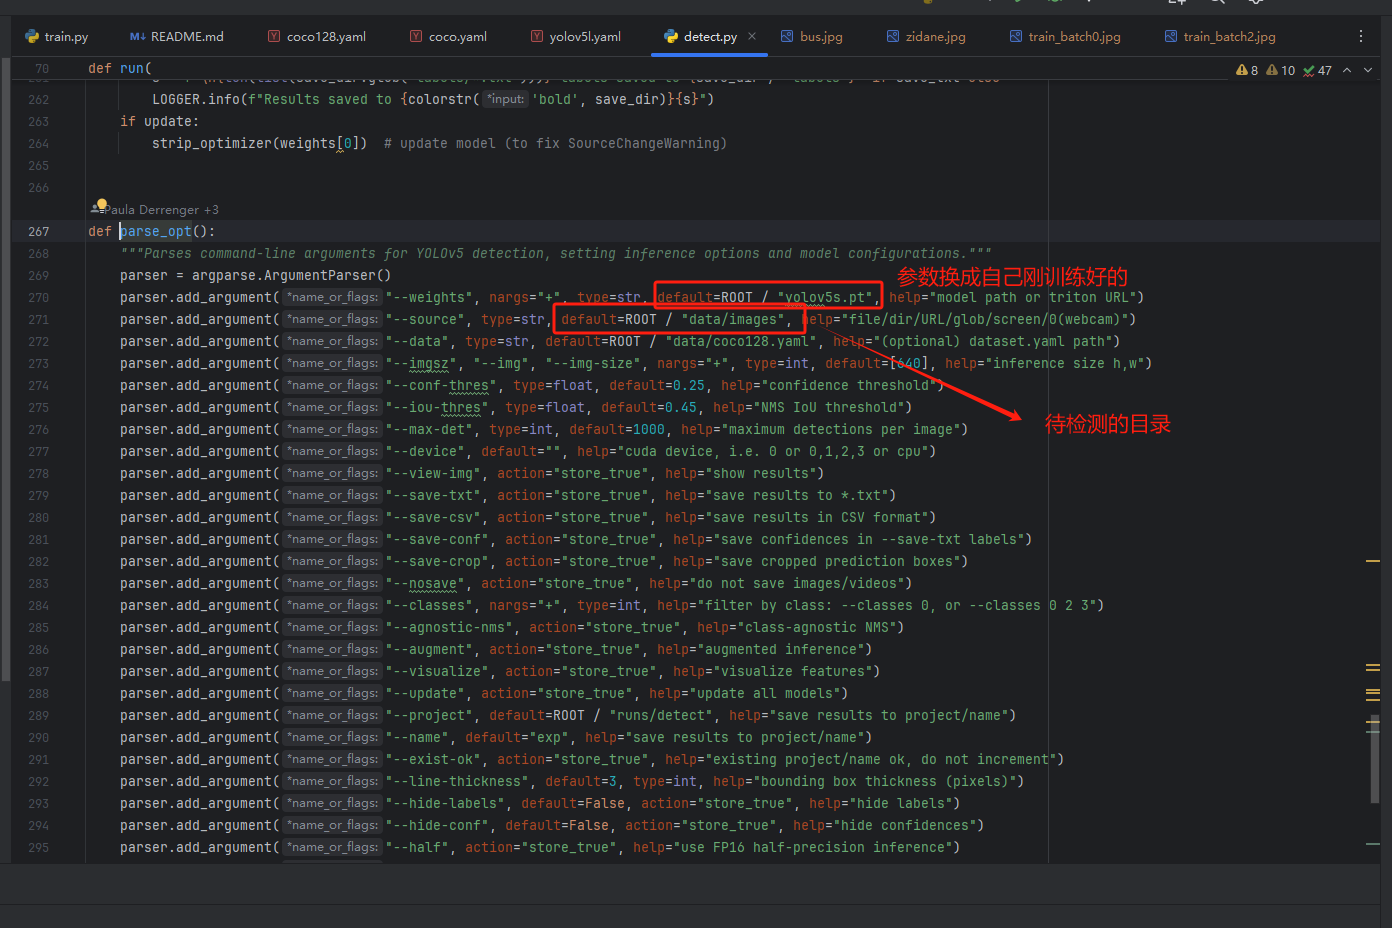 train.py README.md coco128.yaml coco.yaml yolov5l.yaml detect.py bus.jpg zidane.jpg train_batch0.jpg train_batch2.jpg
70 def run(
8 10 47
262 LOGGER.info(f"Results saved to {colorstr( *input: 'bold', save_dir)}{s}")
263 if update:
264 strip_optimizer(weights[0])  # update model (to fix SourceChangeWarning)
265
266
Paula Derrenger +3
267 def parse_opt():
268 """Parses command-line arguments for YOLOv5 detection, setting inference options and model configurations."""
269 parser = argparse.ArgumentParser()
参数换成自己刚训练好的
270 parser.add_argument( *name_or_flags: "--weights", nargs="+", type=str, default=ROOT / "yolov5s.pt", help="model path or triton URL")
271 parser.add_argument( *name_or_flags: "--source", type=str, default=ROOT / "data/images", help="file/dir/URL/glob/screen/0(webcam)")
272 parser.add_argument( *name_or_flags: "--data", type=str, default=ROOT / "data/coco128.yaml", help="(optional) dataset.yaml path")
273 parser.add_argument( *name_or_flags: "--imgsz", "--img", "--img-size", nargs="+", type=int, default=[640], help="inference size h,w")
274 parser.add_argument( *name_or_flags: "--conf-thres", type=float, default=0.25, help="confidence threshold")
275 parser.add_argument( *name_or_flags: "--iou-thres", type=float, default=0.45, help="NMS IoU threshold")
276 parser.add_argument( *name_or_flags: "--max-det", type=int, default=1000, help="maximum detections per image")
待检测的目录
277 parser.add_argument( *name_or_flags: "--device", default="", help="cuda device, i.e. 0 or 0,1,2,3 or cpu")
278 parser.add_argument( *name_or_flags: "--view-img", action="store_true", help="show results")
279 parser.add_argument( *name_or_flags: "--save-txt", action="store_true", help="save results to *.txt")
280 parser.add_argument( *name_or_flags: "--save-csv", action="store_true", help="save results in CSV format")
281 parser.add_argument( *name_or_flags: "--save-conf", action="store_true", help="save confidences in --save-txt labels")
282 parser.add_argument( *name_or_flags: "--save-crop", action="store_true", help="save cropped prediction boxes")
283 parser.add_argument( *name_or_flags: "--nosave", action="store_true", help="do not save images/videos")
284 parser.add_argument( *name_or_flags: "--classes", nargs="+", type=int, help="filter by class: --classes 0, or --classes 0 2 3")
285 parser.add_argument( *name_or_flags: "--agnostic-nms", action="store_true", help="class-agnostic NMS")
286 parser.add_argument( *name_or_flags: "--augment", action="store_true", help="augmented inference")
287 parser.add_argument( *name_or_flags: "--visualize", action="store_true", help="visualize features")
288 parser.add_argument( *name_or_flags: "--update", action="store_true", help="update all models")
289 parser.add_argument( *name_or_flags: "--project", default=ROOT / "runs/detect", help="save results to project/name")
290 parser.add_argument( *name_or_flags: "--name", default="exp", help="save results to project/name")
291 parser.add_argument( *name_or_flags: "--exist-ok", action="store_true", help="existing project/name ok, do not increment")
292 parser.add_argument( *name_or_flags: "--line-thickness", default=3, type=int, help="bounding box thickness (pixels)")
293 parser.add_argument( *name_or_flags: "--hide-labels", default=False, action="store_true", help="hide labels")
294 parser.add_argument( *name_or_flags: "--hide-conf", default=False, action="store_true", help="hide confidences")
295 parser.add_argument( *name_or_flags: "--half", action="store_true", help="use FP16 half-precision inference")